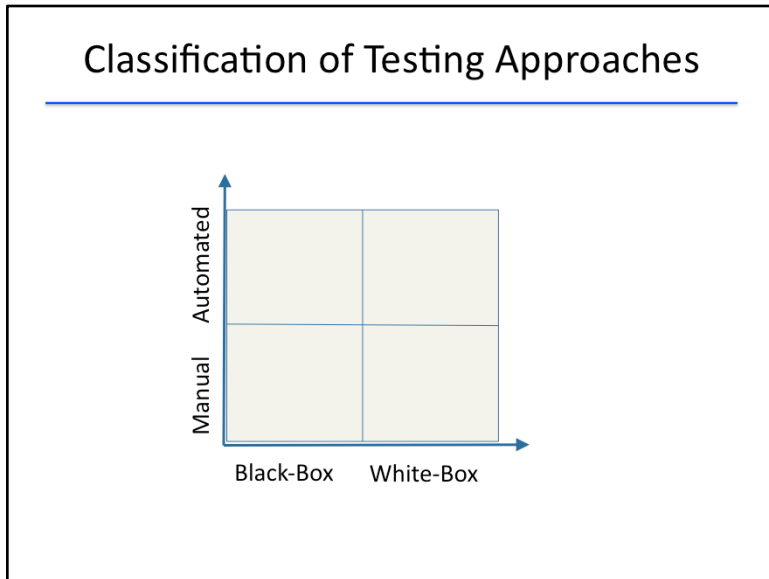 Classification of Testing Approaches
Automated
Manual
Black-Box White-Box